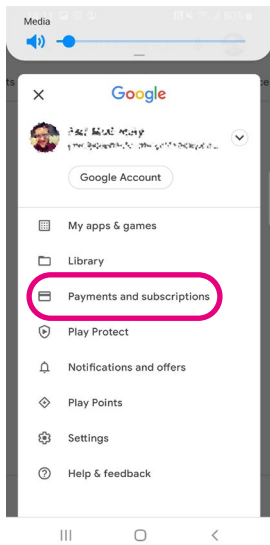 Media
Google
Google Account
My apps & games
Library
Payments and subscriptions
Play Protect
Notifications and offers
Play Points
Settings
Help & feedback